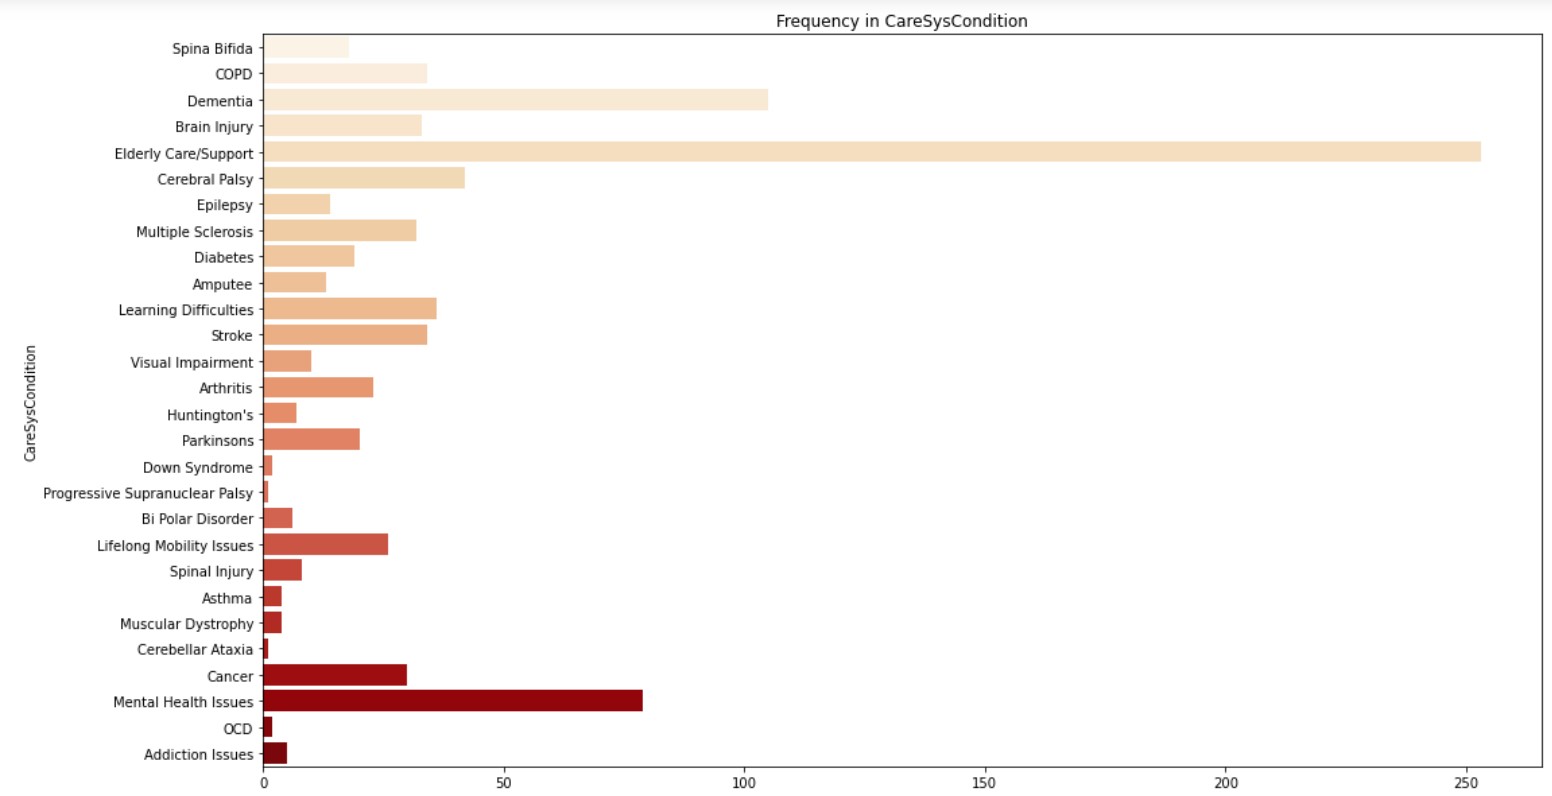 Frequency in CareSysCondition
Spina Bifida
COPD
Dementia
Brain Injury
Elderly Care/Support
Cerebral Palsy
Epilepsy
Multiple Sclerosis
Diabetes
Amputee
Learning Difficulties
Stroke
Visual Impairment
Arthritis
Huntington's
Parkinsons
Down Syndrome
Progressive Supranuclear Palsy
Bi Polar Disorder
Lifelong Mobility Issues
Spinal Injury
Asthma
Muscular Dystrophy
Cerebellar Ataxia
Cancer
Mental Health Issues
OCD
Addiction Issues
CareSysCondition
0 50 100 150 200 250